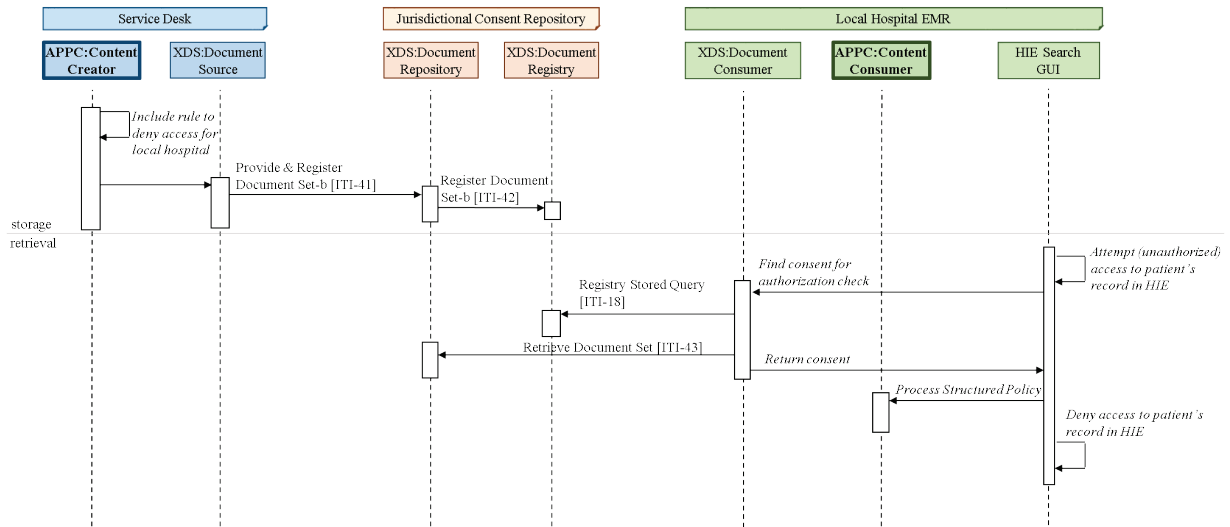 Service Desk
Jurisdictional Consent Repository
Local Hospital EMR
APPC:Content
Creator
XDS:Document
Source
XDS:Document
Repository
XDS:Document
Registry
XDS:Document
Consumer
APPC:Content
Consumer
HIE Search
GUI
Include rule to
deny access for
local hospital
Provide & Register
Document Set-b [ITI-41]
Register Document
Set-b [ITI-42]
storage
retrieval
Attempt (unauthorized)
access to patient's
record in HIE
Find consent for
authorization check
Registry Stored Query
[ITI-18]
Retrieve Document Set [ITI-43]
Return consent
Process Structured Policy
Deny access to patient's
record in HIE